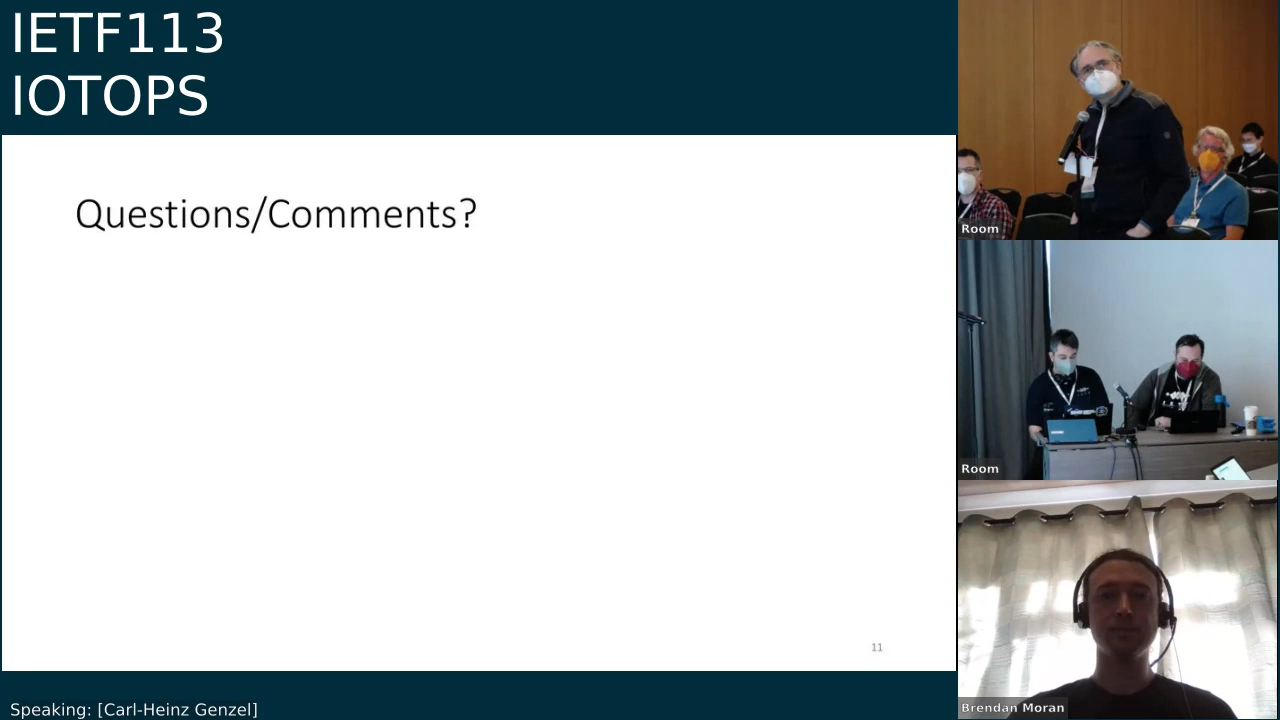 IETF113
IOTOPS
Questions/Comments?
11
Speaking: [Carl-Heinz Genzel]
Room
Room
Brendan Moran